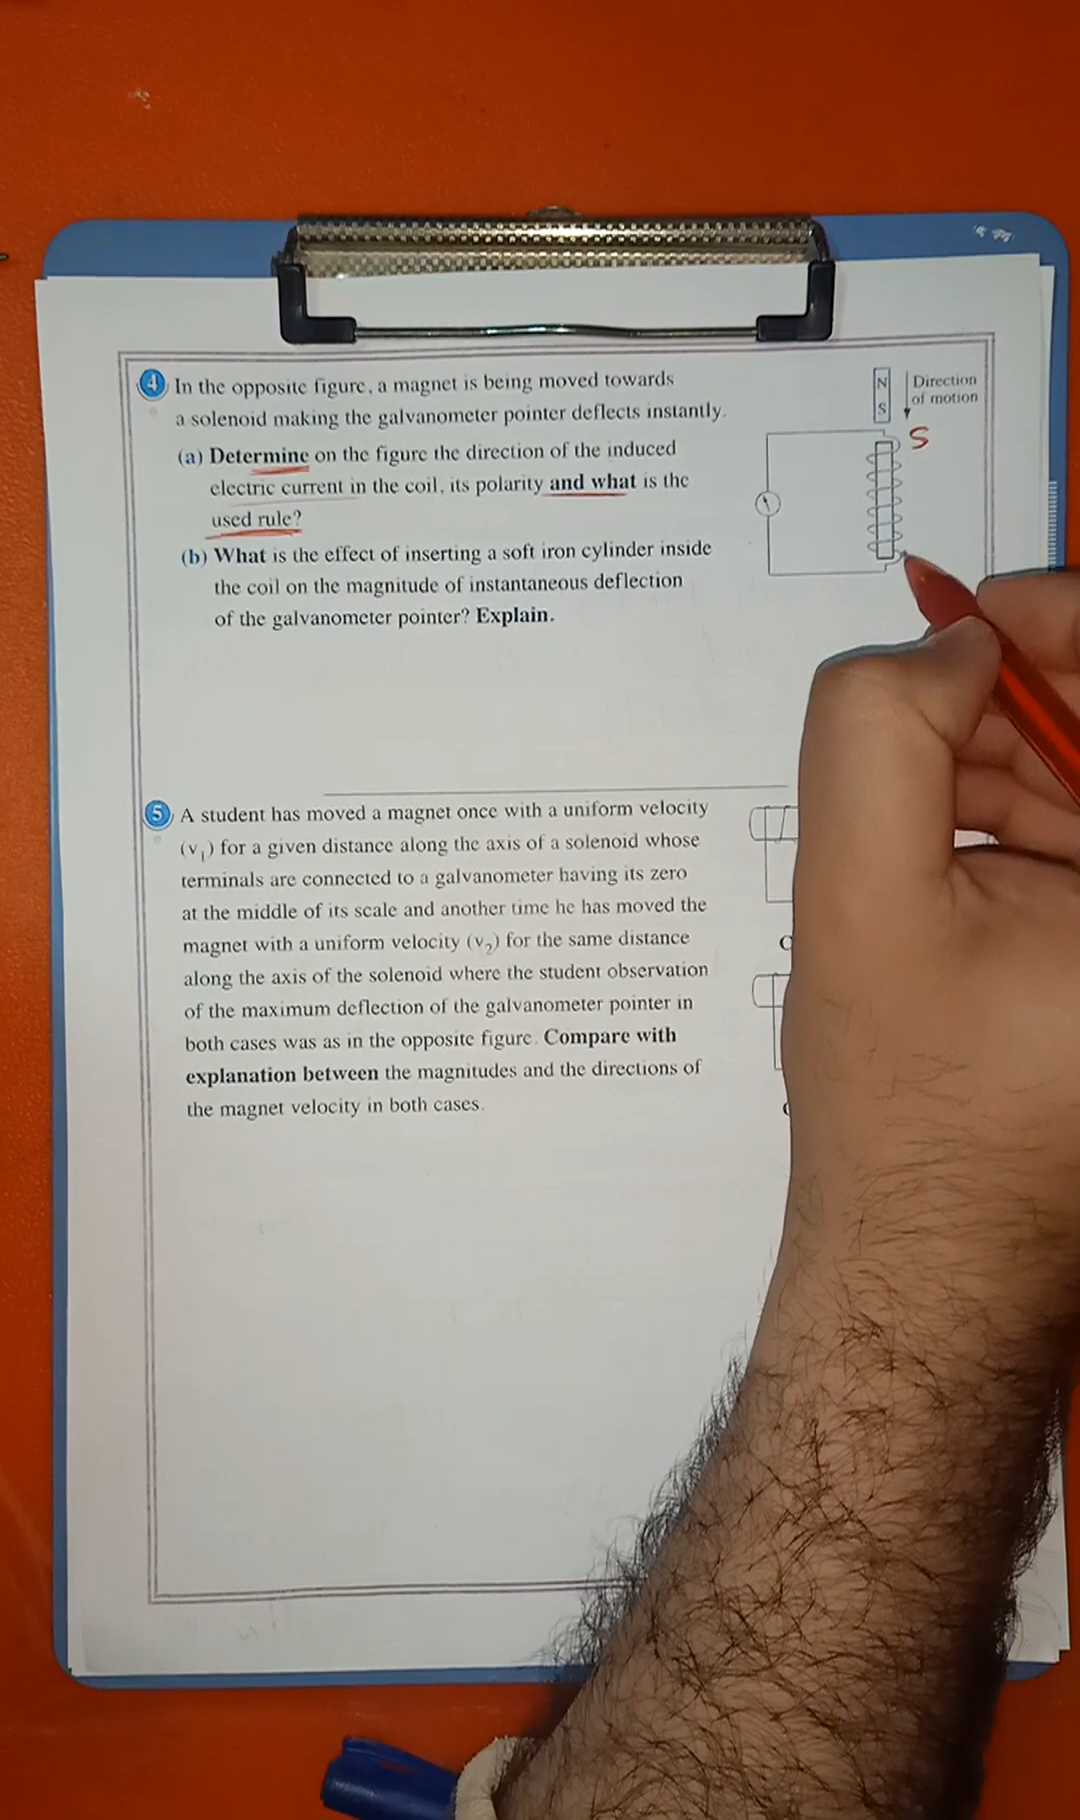 4 In the opposite figure, a magnet is being moved towards
a solenoid making the galvanometer pointer deflects instantly.
(a) Determine on the figure the direction of the induced
electric current in the coil, its polarity and what is the
used rule?
(b) What is the effect of inserting a soft iron cylinder inside
the coil on the magnitude of instantaneous deflection
of the galvanometer pointer? Explain.
N
S
Direction
of motion
S
5 A student has moved a magnet once with a uniform velocity
(v₁) for a given distance along the axis of a solenoid whose
terminals are connected to a galvanometer having its zero
at the middle of its scale and another time he has moved the
magnet with a uniform velocity (v₂) for the same distance
along the axis of the solenoid where the student observation
of the maximum deflection of the galvanometer pointer in
both cases was as in the opposite figure. Compare with
explanation between the magnitudes and the directions of
the magnet velocity in both cases.